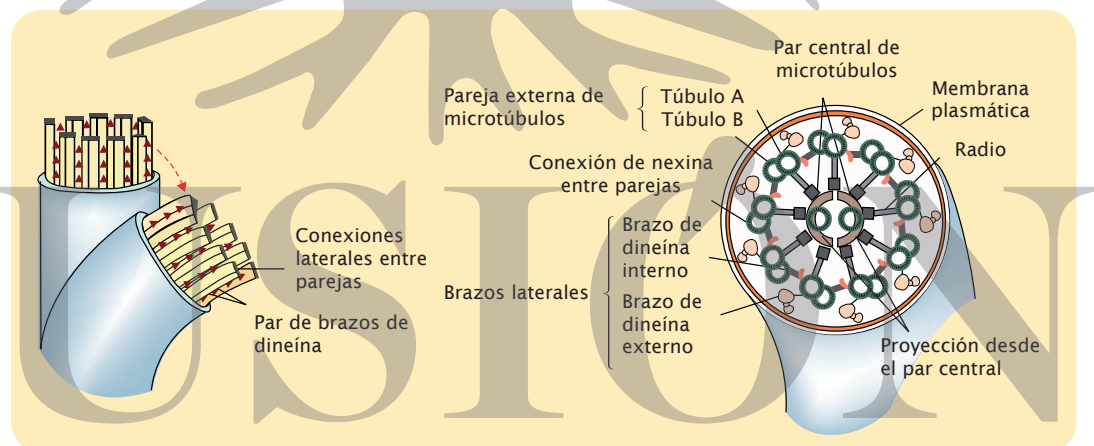 Conexiones
laterales entre
parejas
Par de brazos de
dineína
Par central de
microtúbulos
Pareja externa de
microtúbulos
Túbulo A
Túbulo B
Membrana
plasmática
Radio
Conexión de nexina
entre parejas
Brazos laterales
Brazo de
dineína
interno
Brazo de
dineína
externo
Proyección desde
el par central
USIÓN